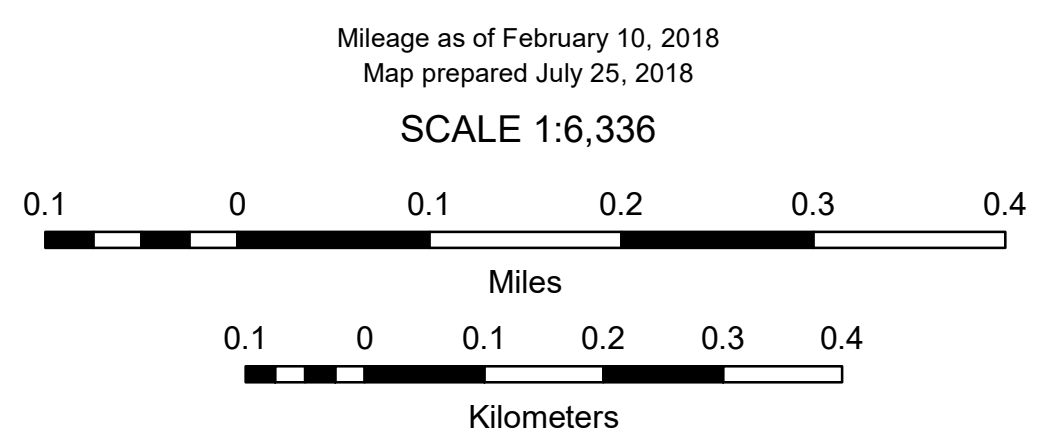 Mileage as of February 10, 2018
Map prepared July 25, 2018
SCALE 1:6,336
0.1 0 0.1 0.2 0.3 0.4
Miles
0.1 0 0.1 0.2 0.3 0.4
Kilometers